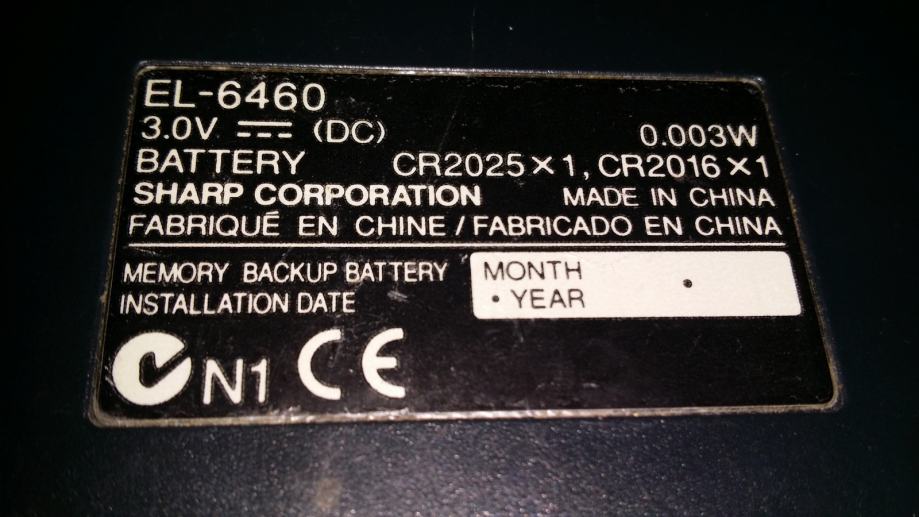 EL-6460
3.0V ⎓ (DC) 0.003W
BATTERY CR2025×1, CR2016×1
SHARP CORPORATION MADE IN CHINA
FABRIQUÉ EN CHINE / FABRICADO EN CHINA
MEMORY BACKUP BATTERY
INSTALLATION DATE
MONTH
• YEAR
N1 CE